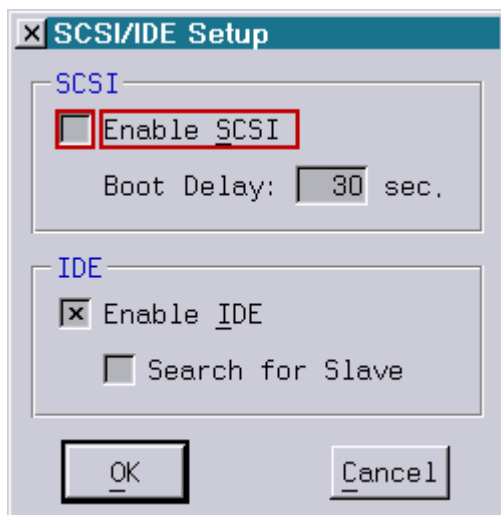 SCSI/IDE Setup
SCSI
Enable SCSI
Boot Delay: 30 sec.
IDE
Enable IDE
Search for Slave
OK Cancel